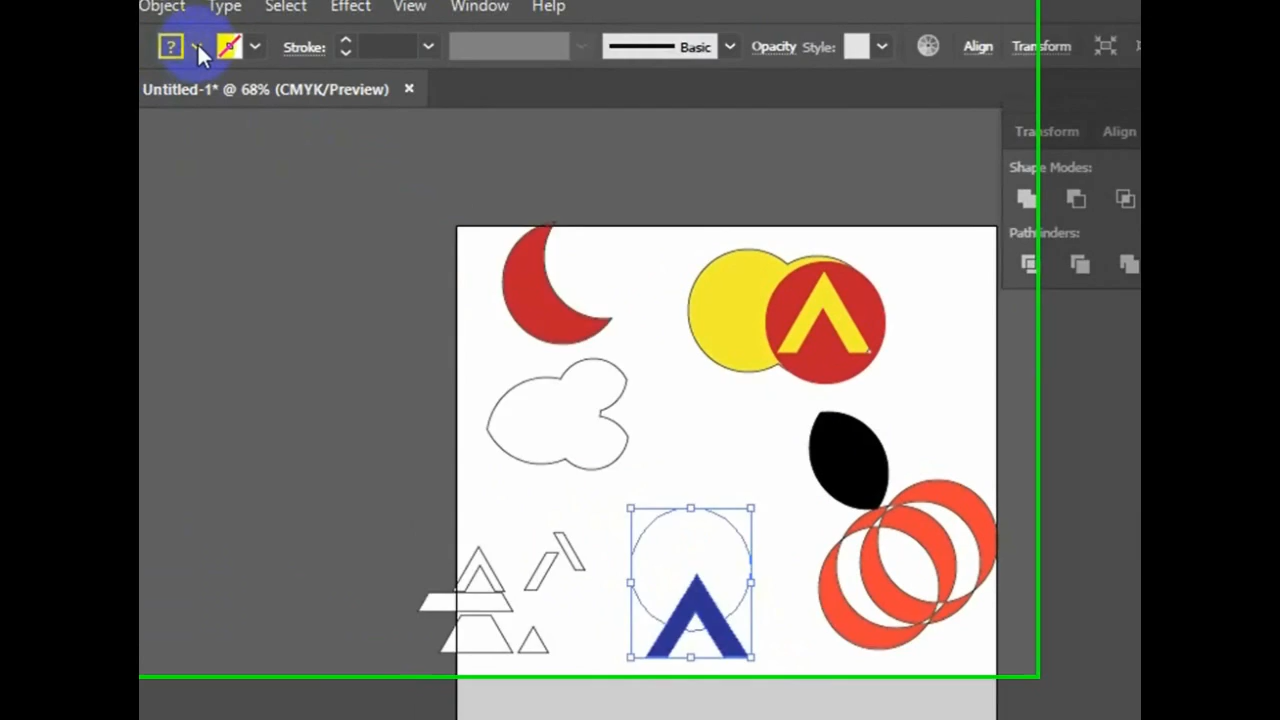 Object Type Select Effect View Window Help
? Stroke: Basic Opacity Style: Align Transform
Untitled-1* @ 68% (CMYK/Preview) ×
Transform Align
Shape Modes:
Pathfinders: